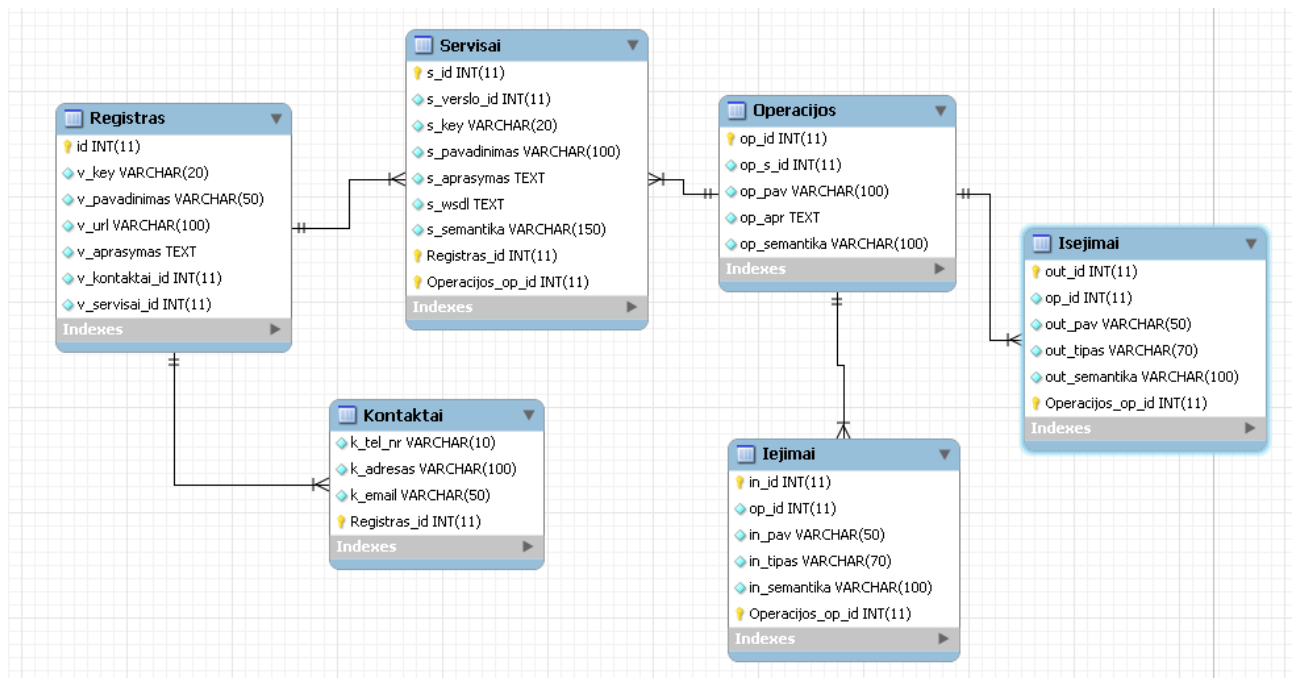 Registras
id INT(11)
v_key VARCHAR(20)
v_pavadinimas VARCHAR(50)
v_url VARCHAR(100)
v_aprasymas TEXT
v_kontaktai_id INT(11)
v_servisai_id INT(11)
Indexes
Servisai
s_id INT(11)
s_verslo_id INT(11)
s_key VARCHAR(20)
s_pavadinimas VARCHAR(100)
s_aprasymas TEXT
s_wsdl TEXT
s_semantika VARCHAR(150)
Registras_id INT(11)
Operacijos_op_id INT(11)
Indexes
Operacijos
op_id INT(11)
op_s_id INT(11)
op_pav VARCHAR(100)
op_apr TEXT
op_semantika VARCHAR(100)
Indexes
Isejimai
out_id INT(11)
op_id INT(11)
out_pav VARCHAR(50)
out_tipas VARCHAR(70)
out_semantika VARCHAR(100)
Operacijos_op_id INT(11)
Indexes
Kontaktai
k_tel_nr VARCHAR(10)
k_adresas VARCHAR(100)
k_email VARCHAR(50)
Registras_id INT(11)
Indexes
Iejimai
in_id INT(11)
op_id INT(11)
in_pav VARCHAR(50)
in_tipas VARCHAR(70)
in_semantika VARCHAR(100)
Operacijos_op_id INT(11)
Indexes